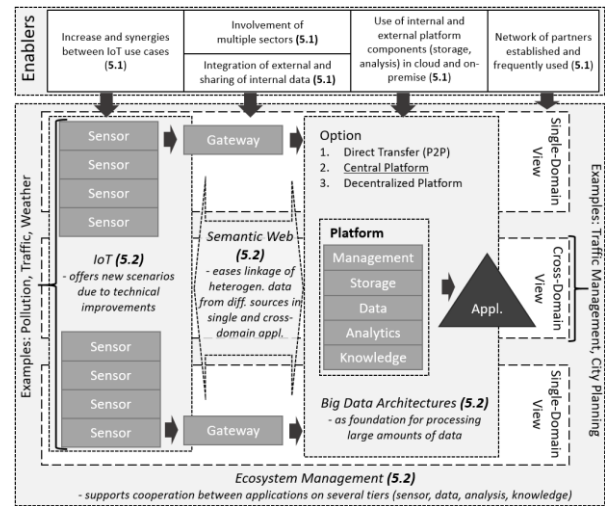 Enablers
Increase and synergies
between IoT use cases
(5.1)
Involvement of
multiple sectors (5.1)
Integration of external and
sharing of internal data (5.1)
Use of internal and
external platform
components (storage,
analysis) in cloud and on-
premise (5.1)
Network of partners
established and
frequently used (5.1)
Examples: Pollution, Traffic, Weather
Sensor
Sensor
Sensor
Sensor
IoT (5.2)
- offers new scenarios
due to technical
improvements
Sensor
Sensor
Sensor
Sensor
Gateway
Semantic Web
(5.2)
- eases linkage of
heterogen. data
from diff. sources in
single and cross-
domain appl.
Gateway
Option
1. Direct Transfer (P2P)
2. Central Platform
3. Decentralized Platform
Platform
Management
Storage
Data
Analytics
Knowledge
Appl.
Big Data Architectures (5.2)
- as foundation for processing
large amounts of data
Single-Domain
View
Cross-Domain
View
Single-Domain
View
Examples: Traffic Management, City Planning
Ecosystem Management (5.2)
- supports cooperation between applications on several tiers (sensor, data, analysis, knowledge)